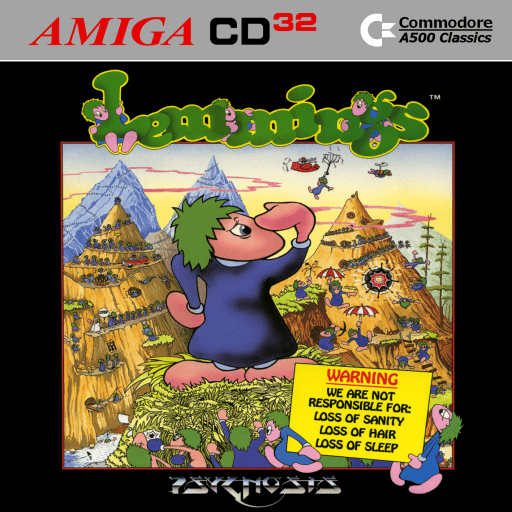 AMIGA CD32
Commodore
A500 Classics
Lemmings ™
WARNING
WE ARE NOT
RESPONSIBLE FOR:
LOSS OF SANITY
LOSS OF HAIR
LOSS OF SLEEP
PSYGNOSIS